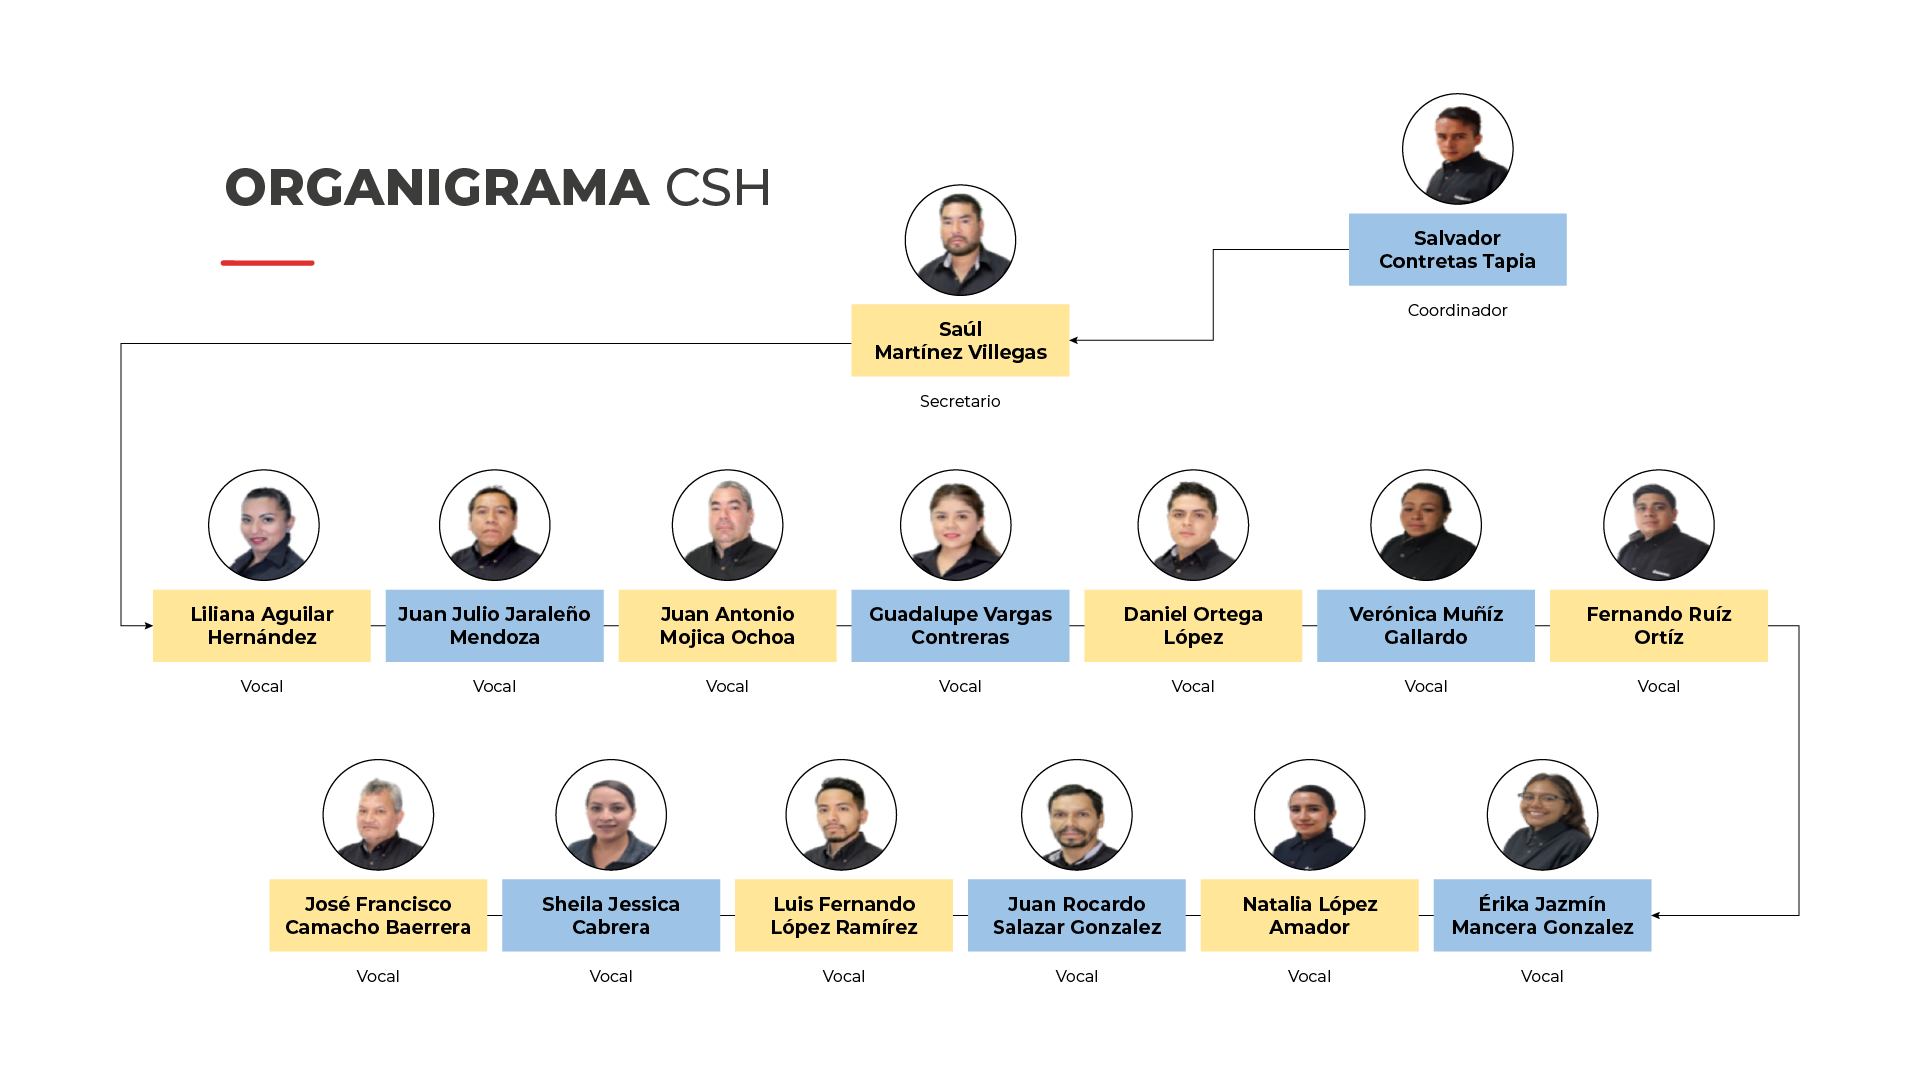 ORGANIGRAMA CSH
Salvador
Contretas Tapia
Coordinador
Saúl
Martínez Villegas
Secretario
Liliana Aguilar
Hernández
Vocal
Juan Julio Jaraleño
Mendoza
Vocal
Juan Antonio
Mojica Ochoa
Vocal
Guadalupe Vargas
Contreras
Vocal
Daniel Ortega
López
Vocal
Verónica Muñíz
Gallardo
Vocal
Fernando Ruíz
Ortíz
Vocal
José Francisco
Camacho Baerrera
Vocal
Sheila Jessica
Cabrera
Vocal
Luis Fernando
López Ramírez
Vocal
Juan Rocardo
Salazar Gonzalez
Vocal
Natalia López
Amador
Vocal
Érika Jazmín
Mancera Gonzalez
Vocal